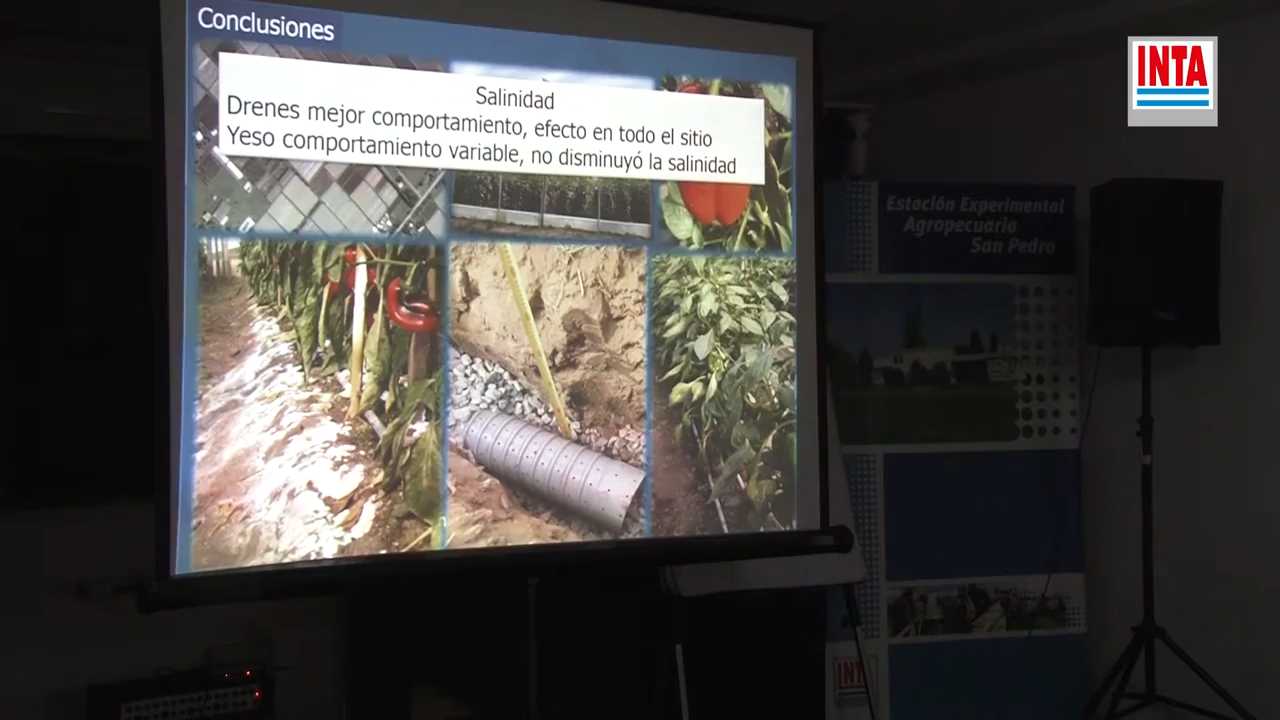 Conclusiones
Salinidad
Drenes mejor comportamiento, efecto en todo el sitio
Yeso comportamiento variable, no disminuyó la salinidad
INTA
Estación Experimental
Agropecuaria
San Pedro
INTA